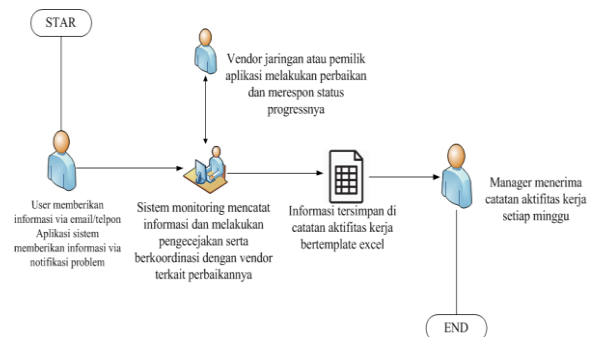 STAR
Vendor jaringan atau pemilik
aplikasi melakukan perbaikan
dan merespon status
progressnya
User memberikan
informasi via email/telpon
Aplikasi sistem
memberikan informasi via
notifikasi problem
Sistem monitoring mencatat
informasi dan melakukan
pengecejakan serta
berkoordinasi dengan vendor
terkait perbaikannya
Informasi tersimpan di
catatan aktifitas kerja
bertemplate excel
Manager menerima
catatan aktifitas kerja
setiap minggu
END